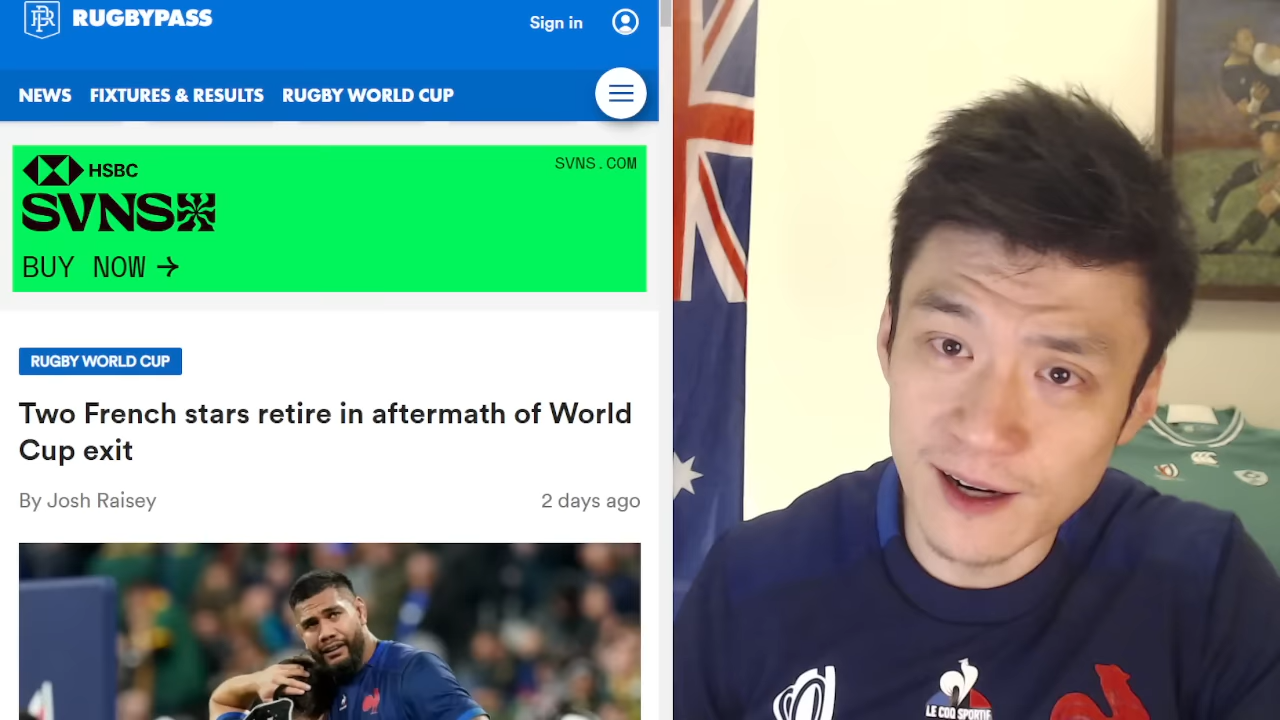 RUGBYPASS
Sign in
NEWS FIXTURES & RESULTS RUGBY WORLD CUP
HSBC
SVNS.COM
SVNS
BUY NOW →
RUGBY WORLD CUP
Two French stars retire in aftermath of World
Cup exit
By Josh Raisey
2 days ago
LE COQ SPORTIF